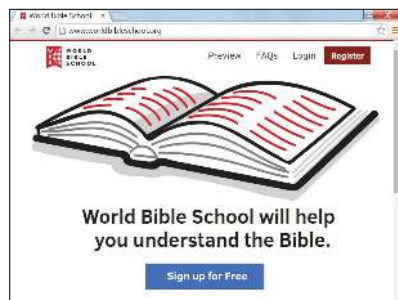 World Bible School
www.worldbibleschool.org
WORLD
BIBLE
SCHOOL
Preview FAQs Login Register
World Bible School will help
you understand the Bible.
Sign up for Free